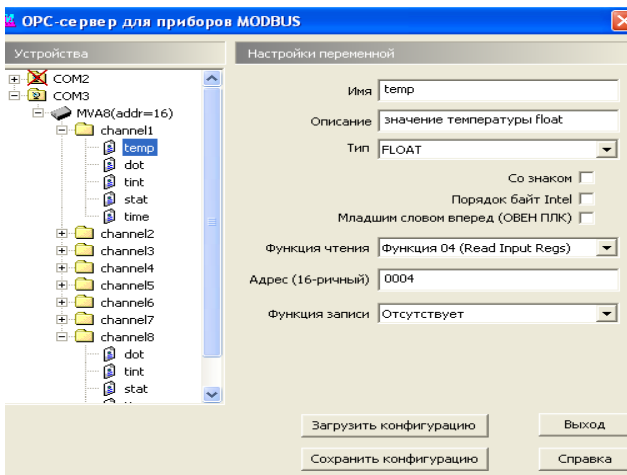 OPC-сервер для приборов MODBUS
Устройства
COM2
COM3
MVA8(addr=16)
channel1
temp
dot
tint
stat
time
channel2
channel3
channel4
channel5
channel6
channel7
channel8
dot
tint
stat
Настройки переменной
Имя temp
Описание значение температуры float
Тип FLOAT
Со знаком
Порядок байт Intel
Младшим словом вперед (ОВЕН ПЛК)
Функция чтения Функция 04 (Read Input Regs)
Адрес (16-ричный) 0004
Функция записи Отсутствует
Загрузить конфигурацию Выход
Сохранить конфигурацию Справка